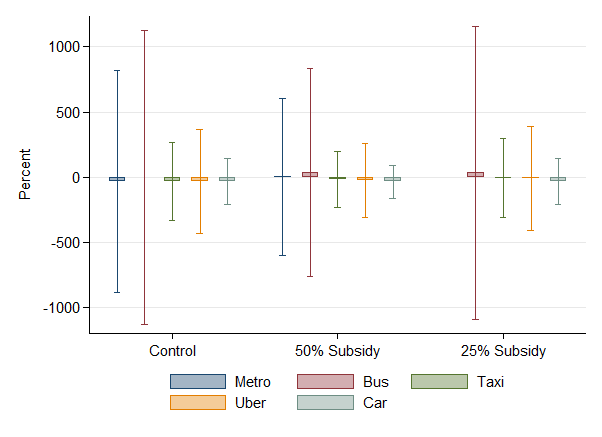 1000
500
0
-500
-1000
Percent
Control 50% Subsidy 25% Subsidy
Metro Bus Taxi
Uber Car